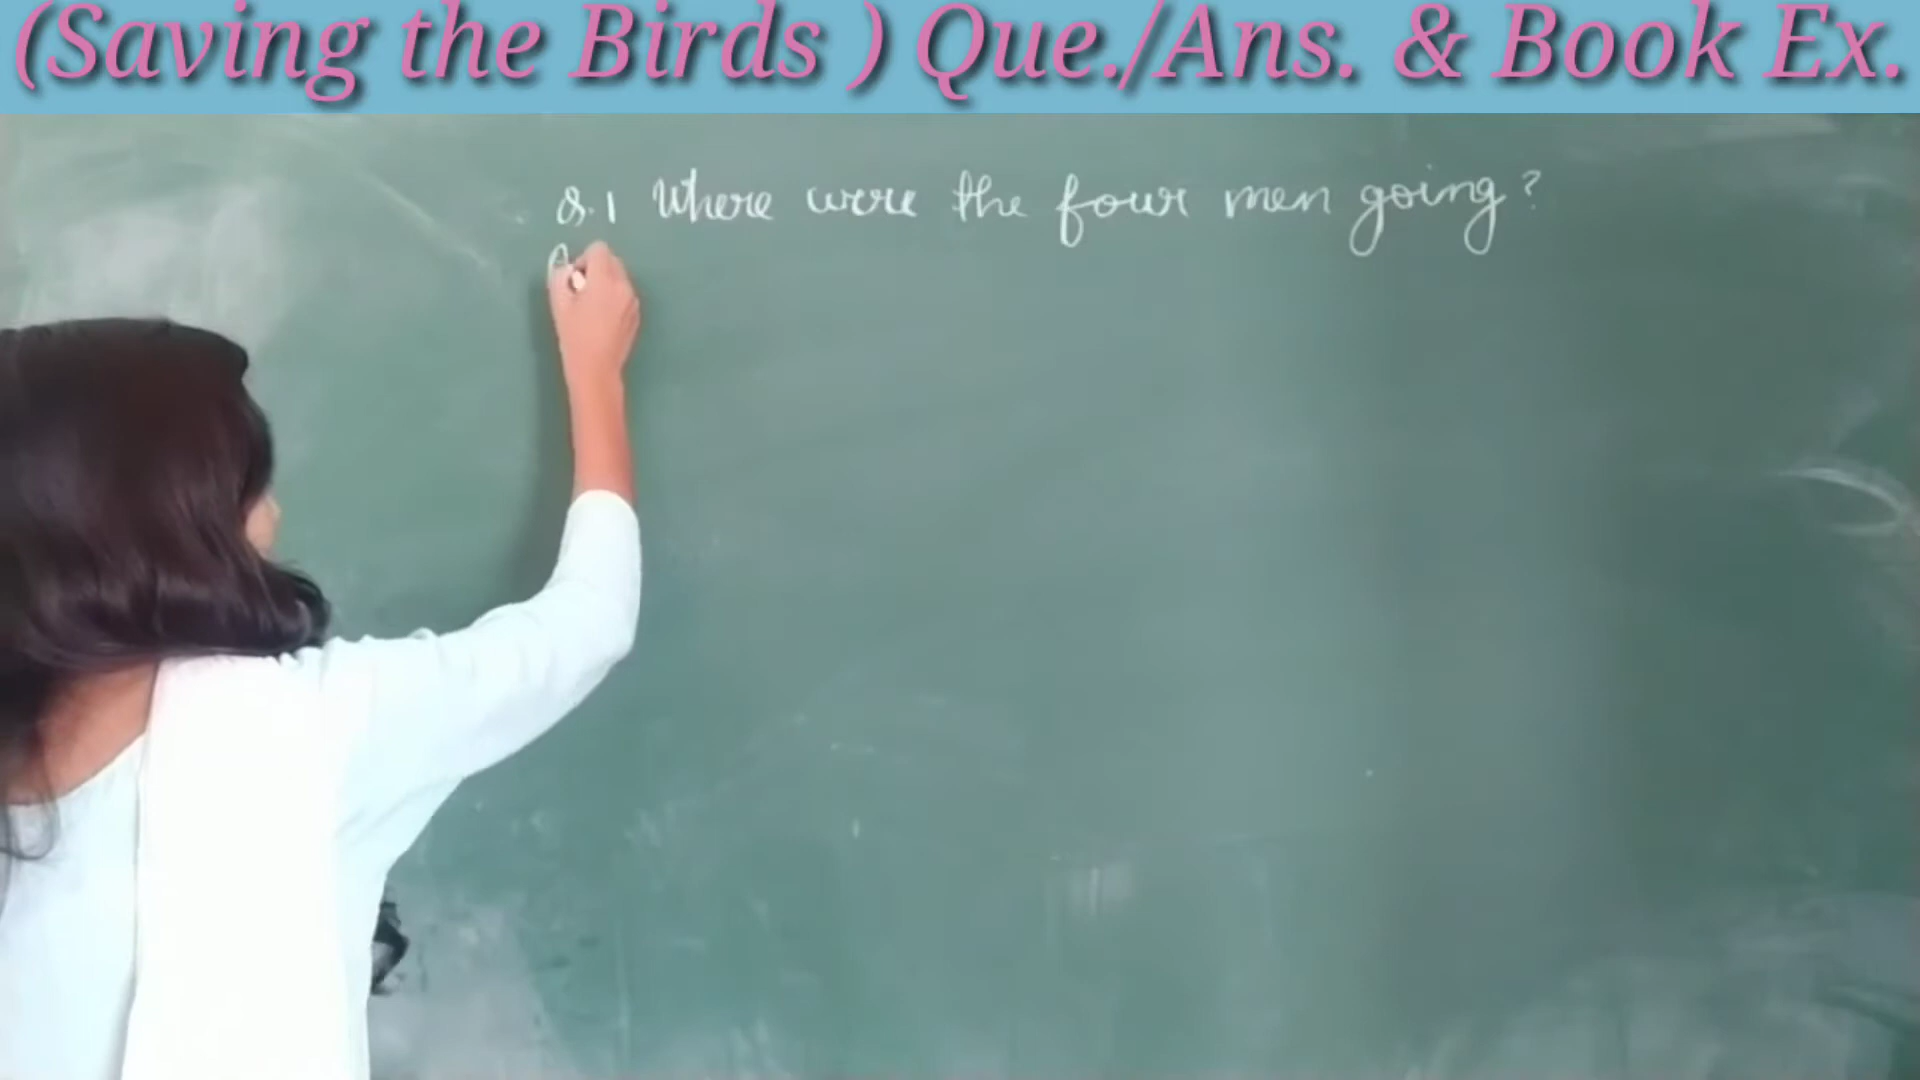 (Saving the Birds ) Que./Ans. & Book Ex.
Q.1 Where were the four men going?
A